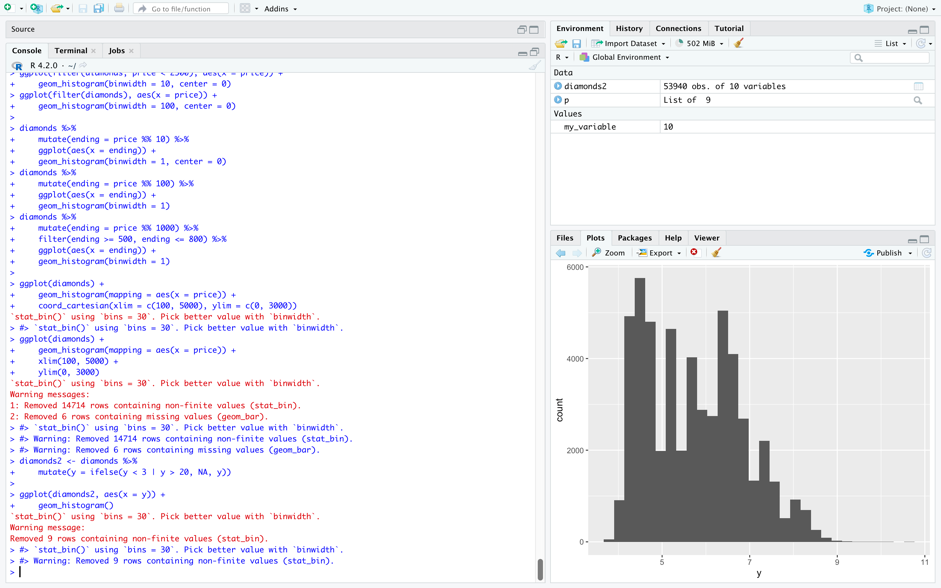 Go to file/function
Addins
Project: (None)
Source
Console Terminal Jobs
R 4.2.0 · ~/
> ggplot(filter(diamonds, price < 2500), aes(x = price)) +
+ geom_histogram(binwidth = 10, center = 0)
> ggplot(filter(diamonds), aes(x = price)) +
+ geom_histogram(binwidth = 100, center = 0)
>
> diamonds %>%
+ mutate(ending = price %% 10) %>%
+ ggplot(aes(x = ending)) +
+ geom_histogram(binwidth = 1, center = 0)
> diamonds %>%
+ mutate(ending = price %% 100) %>%
+ ggplot(aes(x = ending)) +
+ geom_histogram(binwidth = 1)
> diamonds %>%
+ mutate(ending = price %% 1000) %>%
+ filter(ending >= 500, ending <= 800) %>%
+ ggplot(aes(x = ending)) +
+ geom_histogram(binwidth = 1)
>
> ggplot(diamonds) +
+ geom_histogram(mapping = aes(x = price)) +
+ coord_cartesian(xlim = c(100, 5000), ylim = c(0, 3000))
`stat_bin()` using `bins = 30`. Pick better value with `binwidth`.
> #> `stat_bin()` using `bins = 30`. Pick better value with `binwidth`.
> ggplot(diamonds) +
+ geom_histogram(mapping = aes(x = price)) +
+ xlim(100, 5000) +
+ ylim(0, 3000)
`stat_bin()` using `bins = 30`. Pick better value with `binwidth`.
Warning messages:
1: Removed 14714 rows containing non-finite values (stat_bin).
2: Removed 6 rows containing missing values (geom_bar).
> #> `stat_bin()` using `bins = 30`. Pick better value with `binwidth`.
> #> Warning: Removed 14714 rows containing non-finite values (stat_bin).
> #> Warning: Removed 6 rows containing missing values (geom_bar).
> diamonds2 <- diamonds %>%
+ mutate(y = ifelse(y < 3 | y > 20, NA, y))
>
> ggplot(diamonds2, aes(x = y)) +
+ geom_histogram()
`stat_bin()` using `bins = 30`. Pick better value with `binwidth`.
Warning message:
Removed 9 rows containing non-finite values (stat_bin).
> #> `stat_bin()` using `bins = 30`. Pick better value with `binwidth`.
> #> Warning: Removed 9 rows containing non-finite values (stat_bin).
>
Environment History Connections Tutorial
Import Dataset 502 MiB List
R Global Environment
Data
diamonds2 53940 obs. of 10 variables
p List of 9
Values
my_variable 10
Files Plots Packages Help Viewer
Zoom Export Publish
6000
4000
2000
0
count
5 7 9 11
y